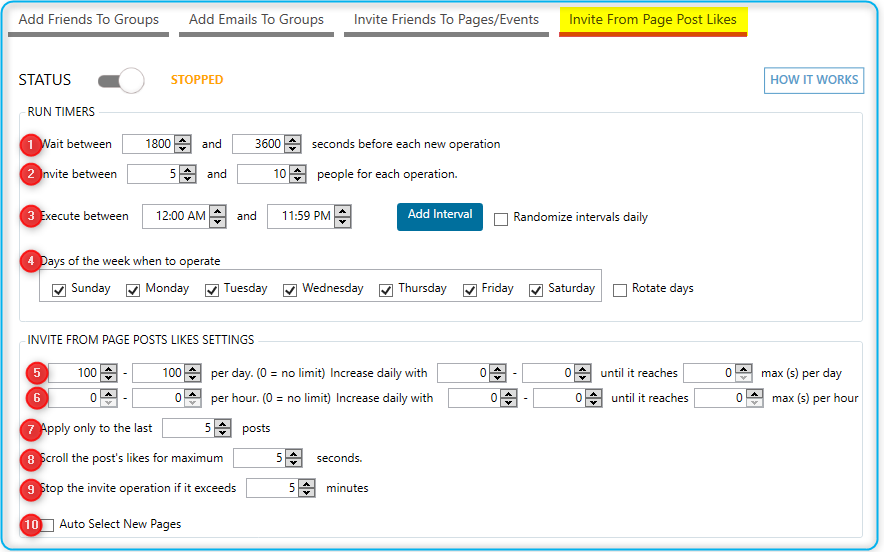 Add Friends To Groups Add Emails To Groups Invite Friends To Pages/Events Invite From Page Post Likes
STATUS STOPPED HOW IT WORKS
RUN TIMERS
1 Wait between 1800 and 3600 seconds before each new operation
2 Invite between 5 and 10 people for each operation.
3 Execute between 12:00 AM and 11:59 PM Add Interval Randomize intervals daily
4 Days of the week when to operate
Sunday Monday Tuesday Wednesday Thursday Friday Saturday Rotate days
INVITE FROM PAGE POSTS LIKES SETTINGS
5 100 - 100 per day. (0 = no limit) Increase daily with 0 - 0 until it reaches 0 max (s) per day
6 0 - 0 per hour. (0 = no limit) Increase daily with 0 - 0 until it reaches 0 max (s) per hour
7 Apply only to the last 5 posts
8 Scroll the post's likes for maximum 5 seconds.
9 Stop the invite operation if it exceeds 5 minutes
10 Auto Select New Pages